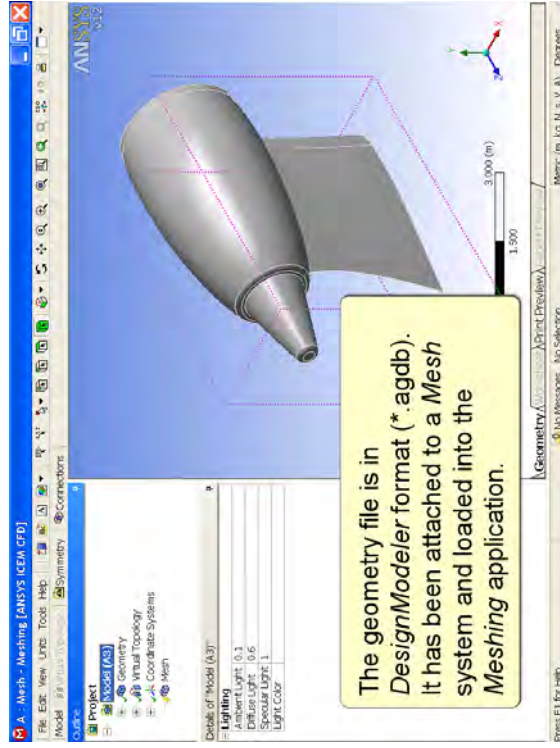 A : Mesh - Meshing [ANSYS ICEM CFD]
File Edit View Units Tools Help
Model Virtual Topology Symmetry Connections
Outline
Project
Model (A3)
Geometry
Virtual Topology
Coordinate Systems
Mesh
Details of "Model (A3)"
Lighting
Ambient Light 0.1
Diffuse Light 0.6
Specular Light 1
Light Color
ANSYS
v12
Y
X
Z
3.000 (m)
1.500
The geometry file is in
DesignModeler format (*.agdb).
It has been attached to a Mesh
system and loaded into the
Meshing application.
Geometry Print Preview
Press F1 for Help No Messages No Selection Metric (m, kg, N, s, V, A) Degrees